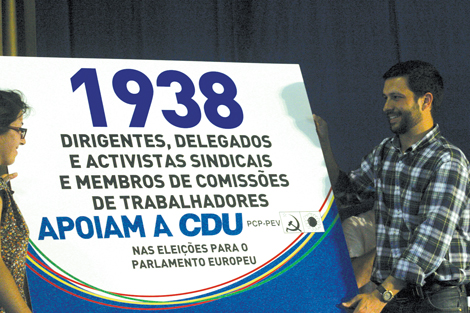 1938
DIRIGENTES, DELEGADOS
E ACTIVISTAS SINDICAIS
E MEMBROS DE COMISSÕES
DE TRABALHADORES
APOIAM A CDU PCP-PEV
NAS ELEIÇÕES PARA O
PARLAMENTO EUROPEU